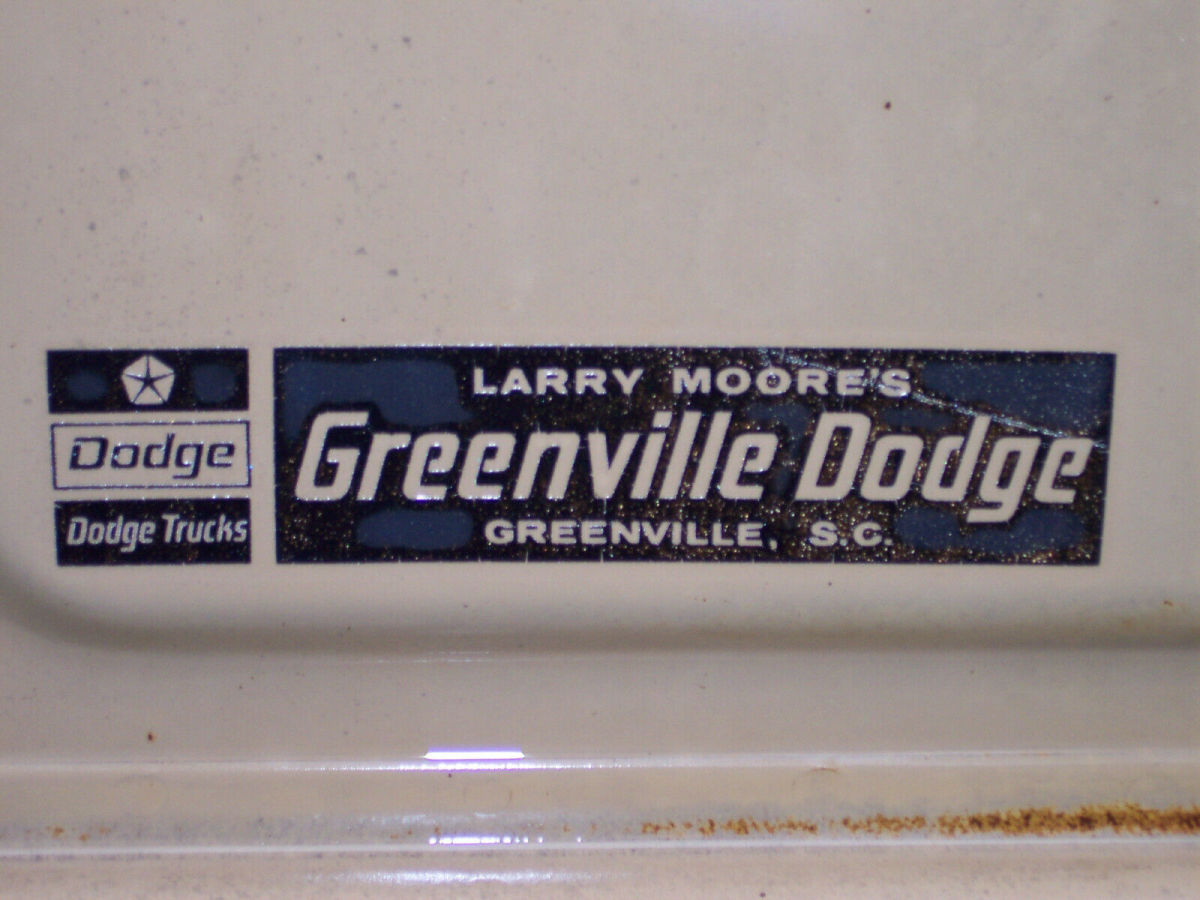 Dodge
Dodge Trucks
LARRY MOORE'S
Greenville Dodge
GREENVILLE, S.C.